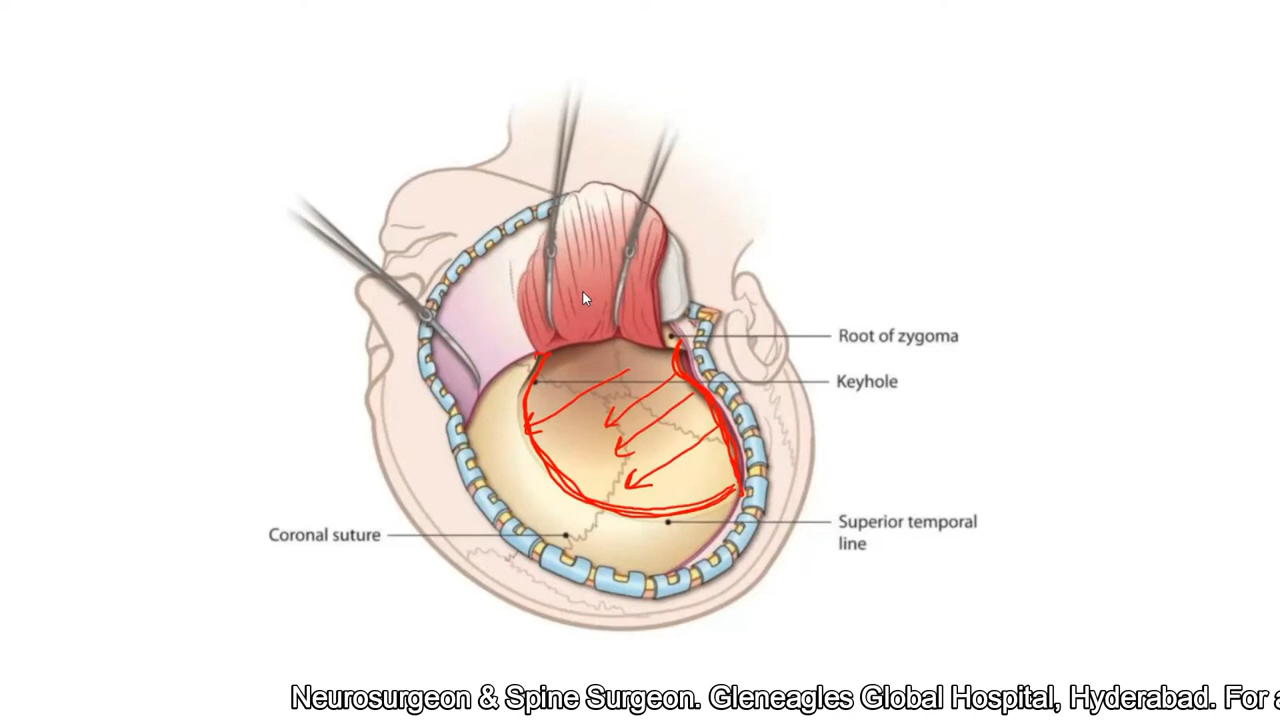 Root of zygoma
Keyhole
Coronal suture
Superior temporal
line
Neurosurgeon & Spine Surgeon. Gleneagles Global Hospital, Hyderabad. For